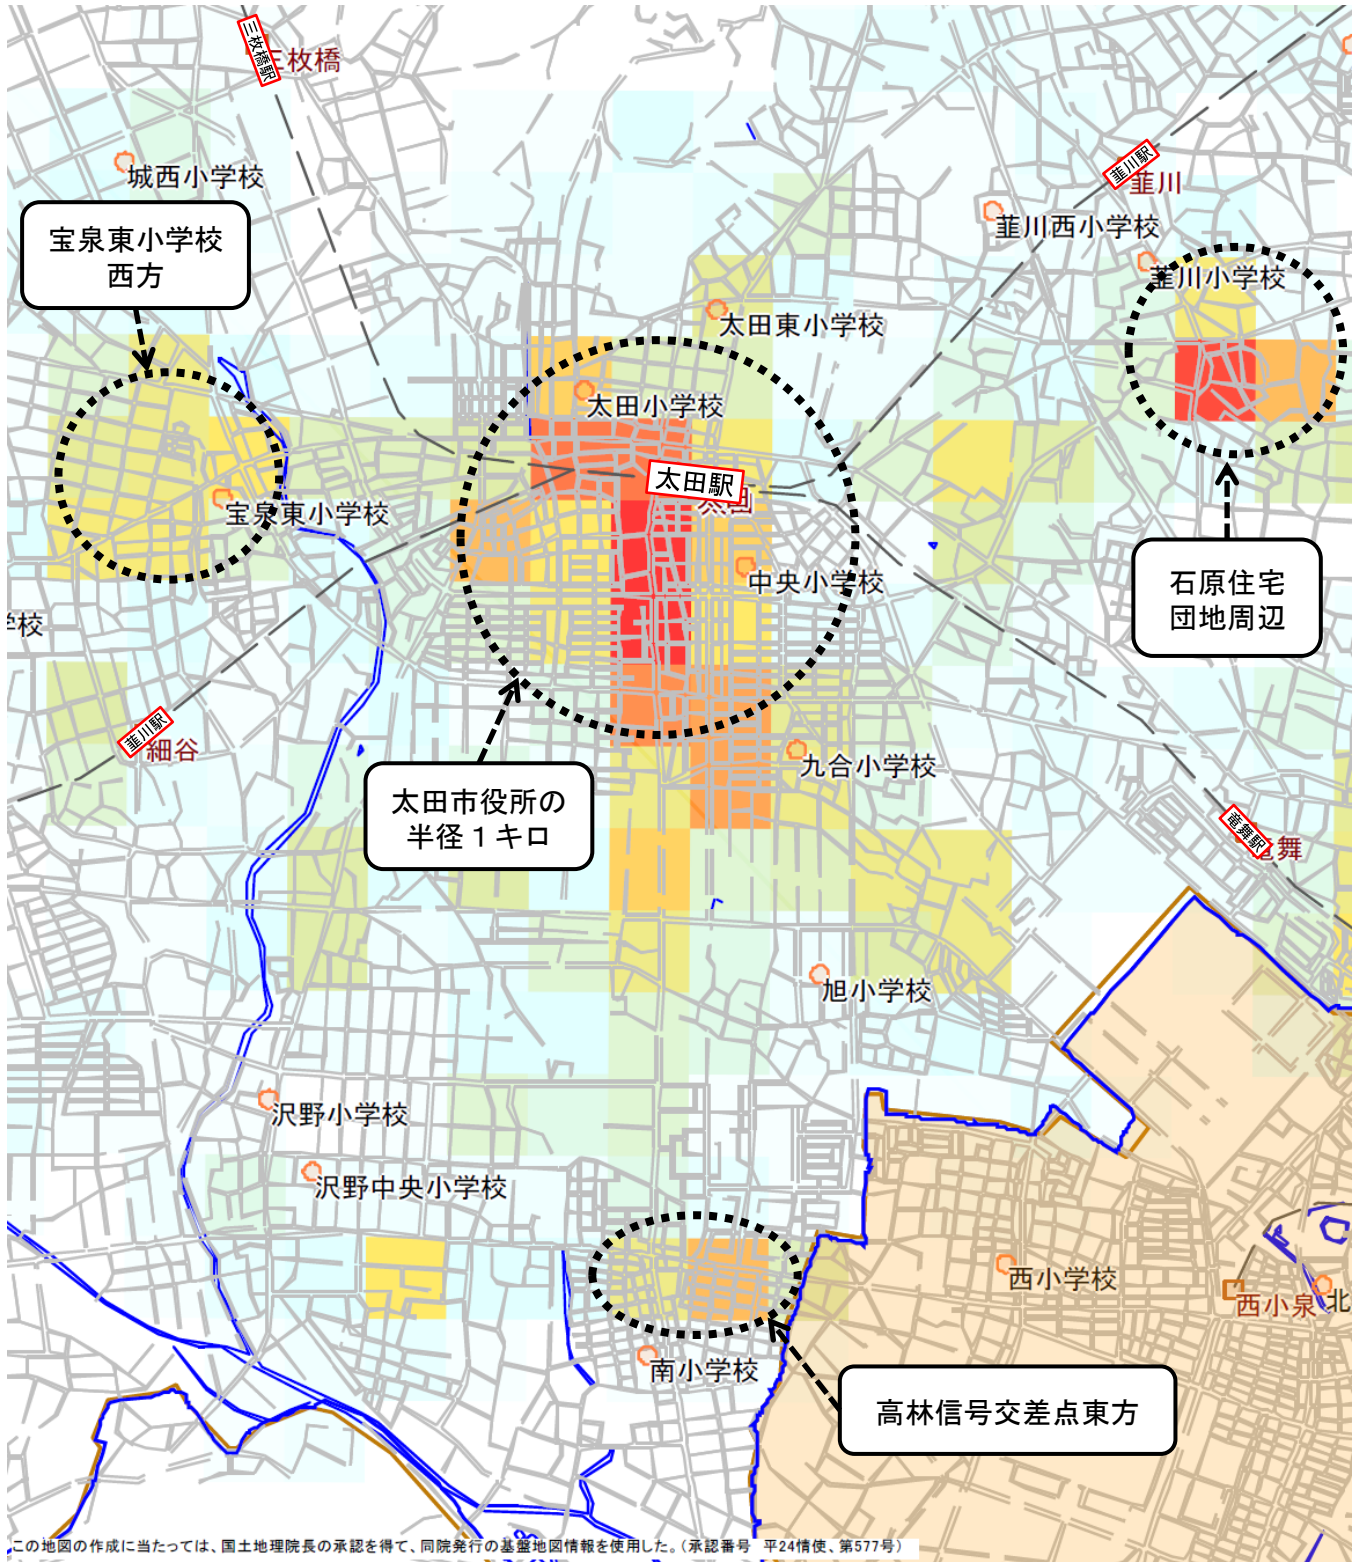 三枚橋駅
三枚橋
城西小学校
韮川駅
韮川
韮川西小学校
宝泉東小学校
西方
韮川小学校
太田東小学校
太田小学校
太田駅
太田
宝泉東小学校
中央小学校
石原住宅
団地周辺
学校
韮川駅
細谷
九合小学校
太田市役所の
半径1キロ
竜舞駅
竜舞
旭小学校
沢野小学校
沢野中央小学校
西小学校
西小泉
北
南小学校
高林信号交差点東方
この地図の作成に当たっては、国土地理院長の承認を得て、同院発行の基盤地図情報を使用した。(承認番号 平24情使、第577号)